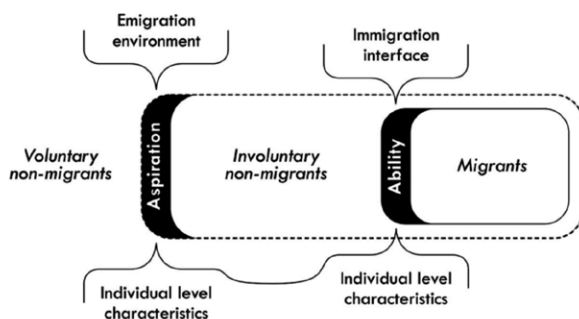 Emigration
environment
Immigration
interface
Voluntary
non-migrants
Aspiration
Involuntary
non-migrants
Ability
Migrants
Individual level
characteristics
Individual level
characteristics